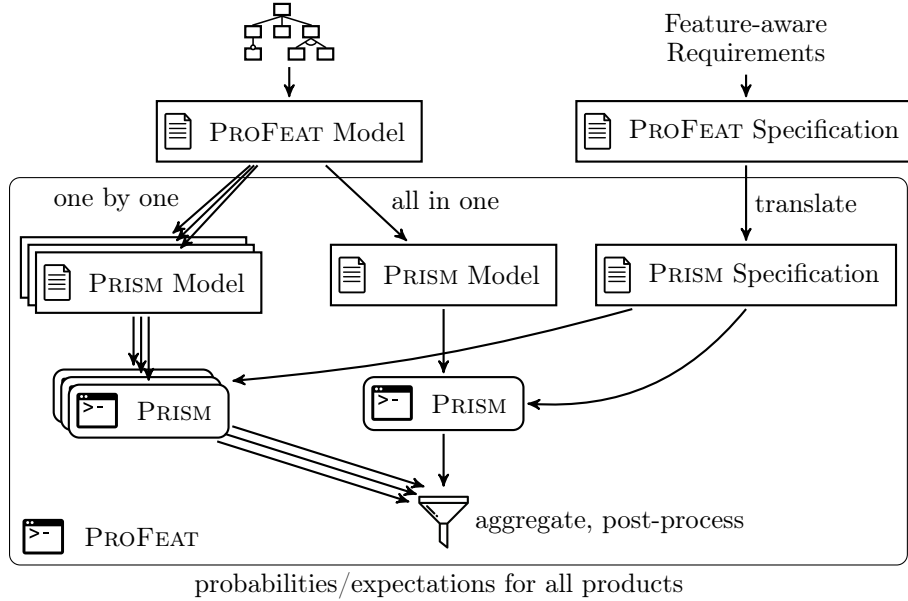 Feature-aware
Requirements
PROFEAT Model
PROFEAT Specification
one by one
all in one
translate
PRISM Model
PRISM Model
PRISM Specification
>- PRISM
>- PRISM
aggregate, post-process
>- PROFEAT
probabilities/expectations for all products